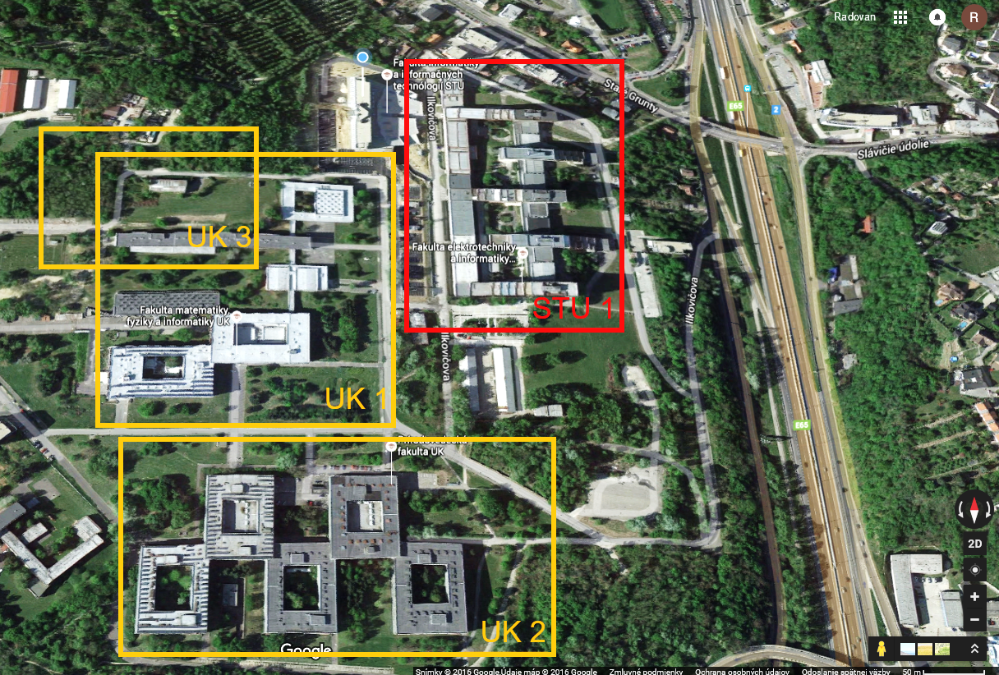 Radovan
R
Fakulta informatiky
a informačných
technológií STU
Ilkovičova
Staré Grunty
E65
2
Slávičie údolie
UK 3
Fakulta elektrotechniky
a informatiky...
Ilkovičova
STU 1
Fakulta matematiky,
fyziky a informatiky UK
Ilkovičova
UK 1
E65
Prírodovedecká
fakulta UK
2D
UK 2
+
−
Google
Snímky © 2016 Google,Údaje máp © 2016 Google Zmluvné podmienky Ochrana osobných údajov Odoslanie spätnej väzby 50 m